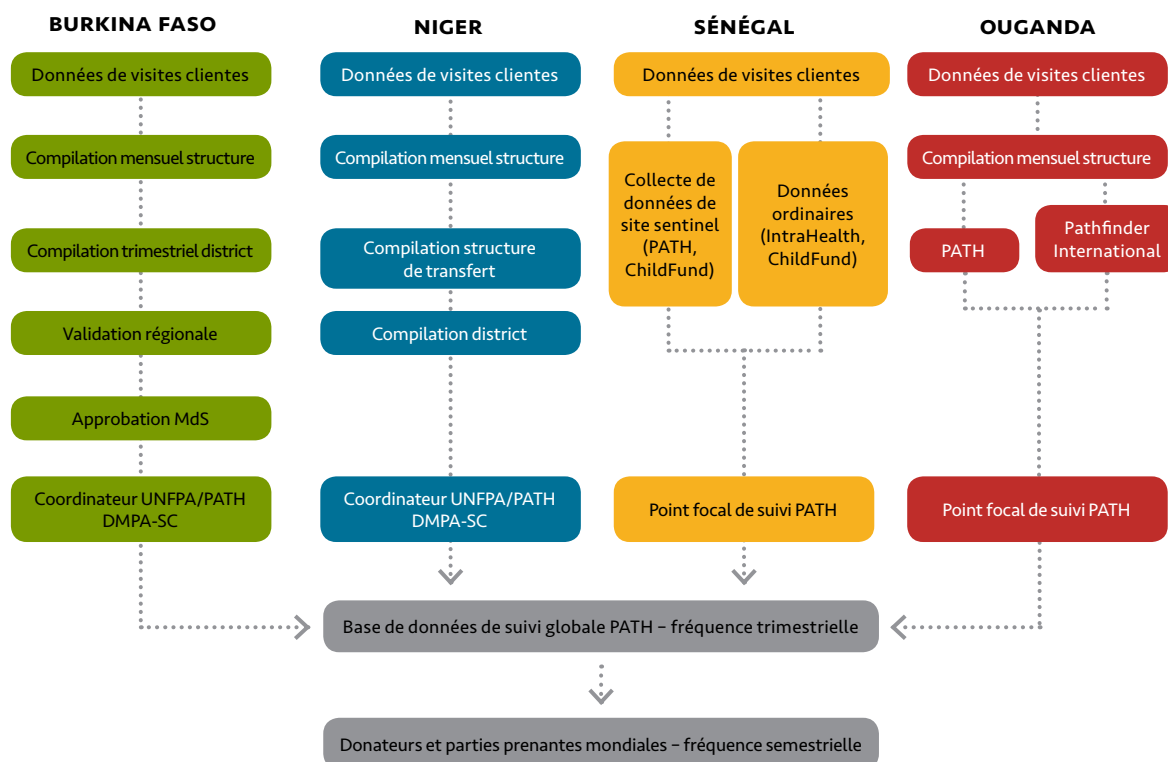 BURKINA FASO
Données de visites clientes
Compilation mensuel structure
Compilation trimestriel district
Validation régionale
Approbation MdS
Coordinateur UNFPA/PATH
DMPA-SC
NIGER
Données de visites clientes
Compilation mensuel structure
Compilation structure
de transfert
Compilation district
Coordinateur UNFPA/PATH
DMPA-SC
SÉNÉGAL
Données de visites clientes
Collecte de
données de
site sentinel
(PATH,
ChildFund)
Données
ordinaires
(IntraHealth,
ChildFund)
Point focal de suivi PATH
OUGANDA
Données de visites clientes
Compilation mensuel structure
PATH
Pathfinder
International
Point focal de suivi PATH
Base de données de suivi globale PATH – fréquence trimestrielle
Donateurs et parties prenantes mondiales – fréquence semestrielle